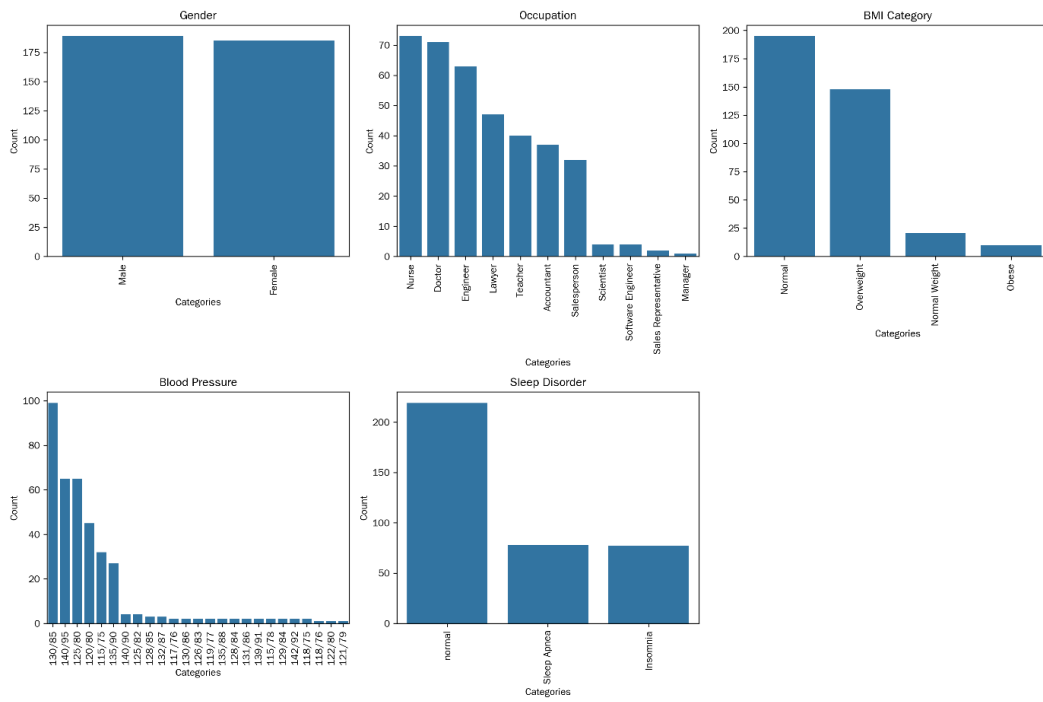 Gender
Occupation
BMI Category
Count
175
150
125
100
75
50
25
0
Male
Female
Categories
Count
70
60
50
40
30
20
10
0
Nurse
Doctor
Engineer
Lawyer
Teacher
Accountant
Salesperson
Scientist
Software Engineer
Sales Representative
Manager
Categories
Count
200
175
150
125
100
75
50
25
0
Normal
Overweight
Normal Weight
Obese
Categories
Blood Pressure
Sleep Disorder
Count
100
80
60
40
20
0
130/85
140/95
125/80
120/80
115/75
135/90
140/90
125/82
128/85
132/87
117/76
130/86
126/83
119/77
135/88
128/84
131/86
139/91
115/78
129/84
142/92
118/75
118/76
122/80
121/79
Categories
Count
200
150
100
50
0
normal
Sleep Apnea
Insomnia
Categories